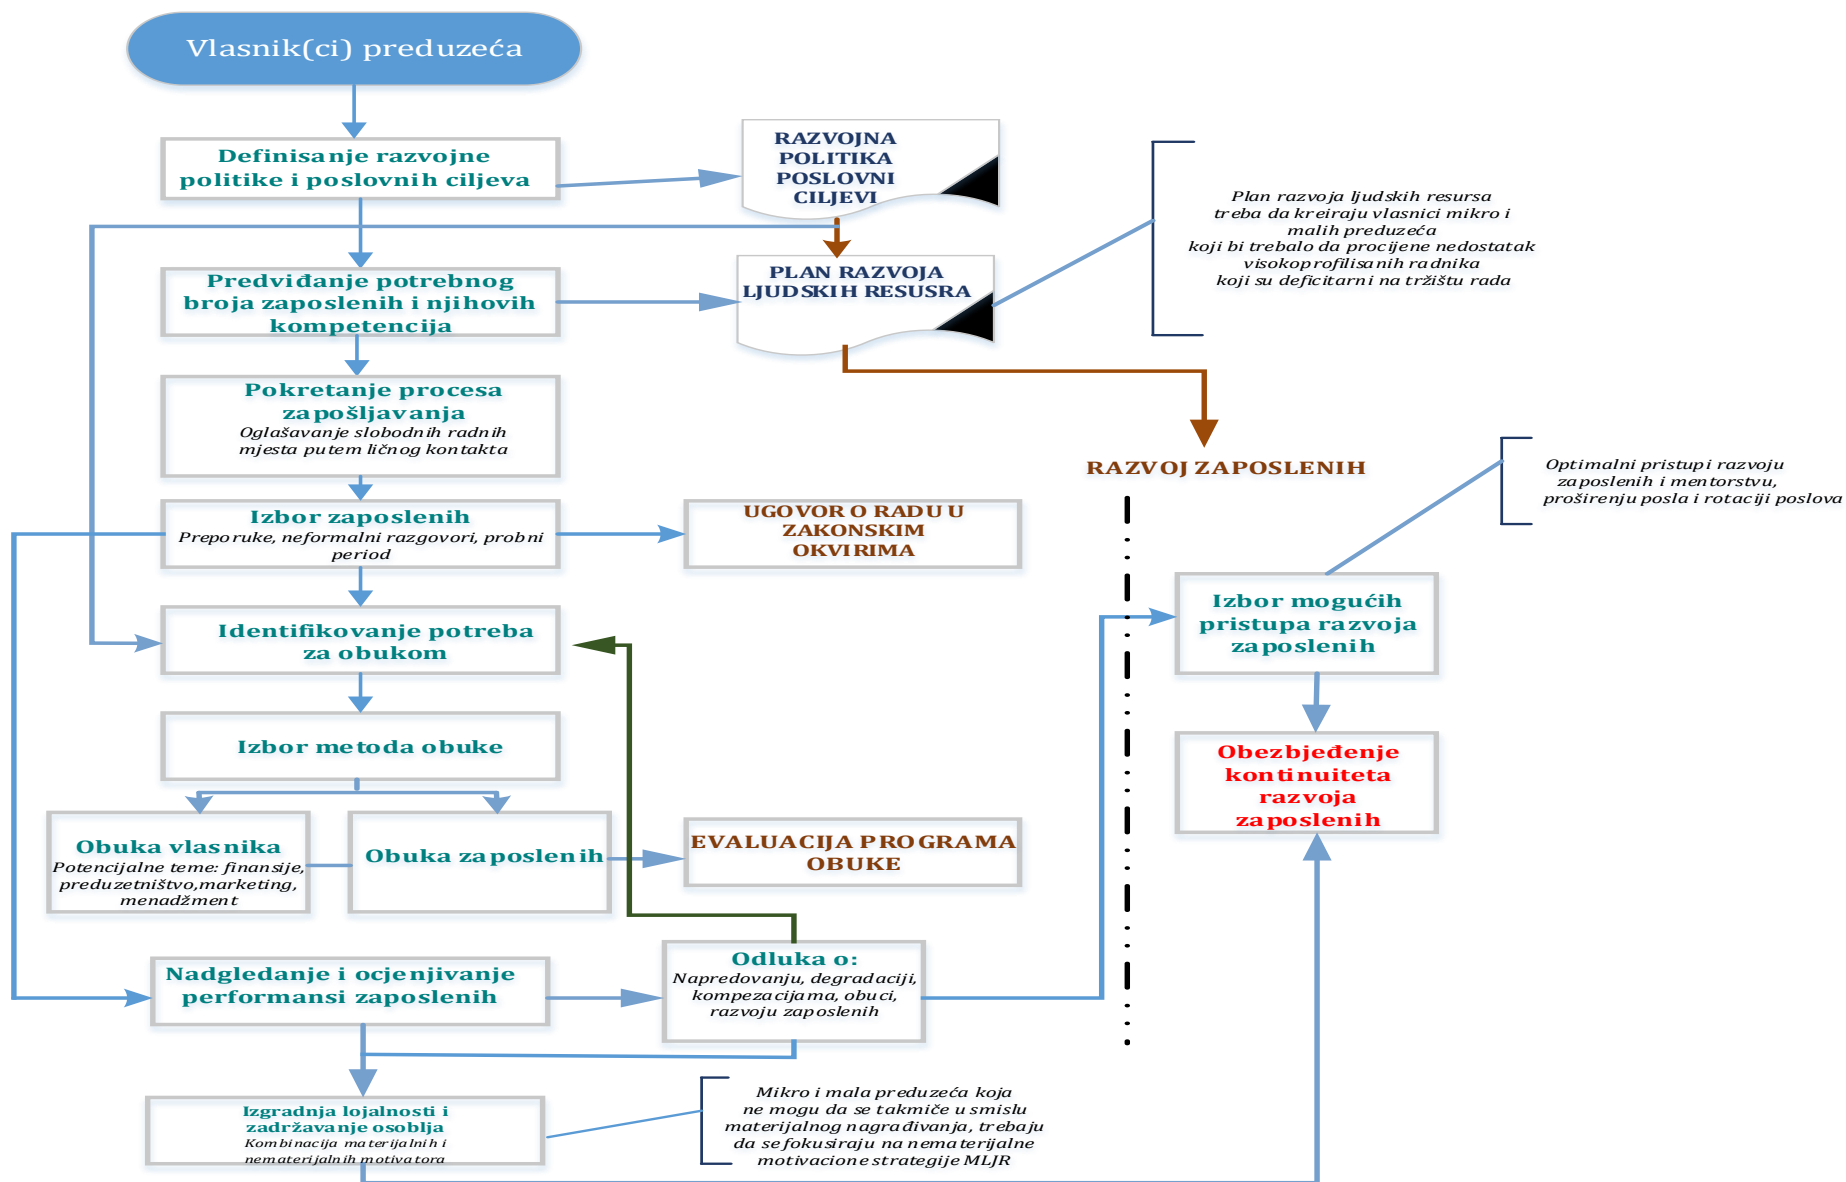 Vlasnik(ci) preduzeća
Definisanje razvojne
politike i poslovnih ciljeva
RAZVOJNA
POLITIKA
POSLOVNI
CILJEVI
Plan razvoja ljudskih resursa
treba da kreiraju vlasnici mikro i
malih preduzeća
koji bi trebalo da procijene nedostatak
visokoprofilisanih radnika
koji su deficitarni na tržištu rada
Predviđanje potrebnog
broja zaposlenih i njihovih
kompetencija
PLAN RAZVOJA
LJUDSKIH RESUSRA
Pokretanje procesa
zapošljavanja
Oglašavanje slobodnih radnih
mjesta putem ličnog kontakta
RAZVOJ ZAPOSLENIH
Optimalni pristupi razvoju
zaposlenih i mentorstvu,
proširenju posla i rotaciji poslova
Izbor zaposlenih
Preporuke, neformalni razgovori, probni
period
UGOVOR O RADU U
ZAKONSKIM
OKVIRIMA
Identifikovanje potreba
za obukom
Izbor mogućih
pristupa razvoja
zaposlenih
Izbor metoda obuke
Obezbjeđenje
kontinuiteta
razvoja
zaposlenih
Obuka vlasnika
Potencijalne teme: finansije,
preduzetništvo,marketing,
menadžment
Obuka zaposlenih
EVALUACIJA PROGRAMA
OBUKE
Nadgledanje i ocjenjivanje
performansi zaposlenih
Odluka o:
Napredovanju, degradaciji,
kompezacijama, obuci,
razvoju zaposlenih
Izgradnja lojalnosti i
zadržavanje osoblja
Kombinacija materijalnih i
nematerijalnih motivatora
Mikro i mala preduzeća koja
ne mogu da se takmiče u smislu
materijalnog nagrađivanja, trebaju
da se fokusiraju na nematerijalne
motivacione strategije MLJR